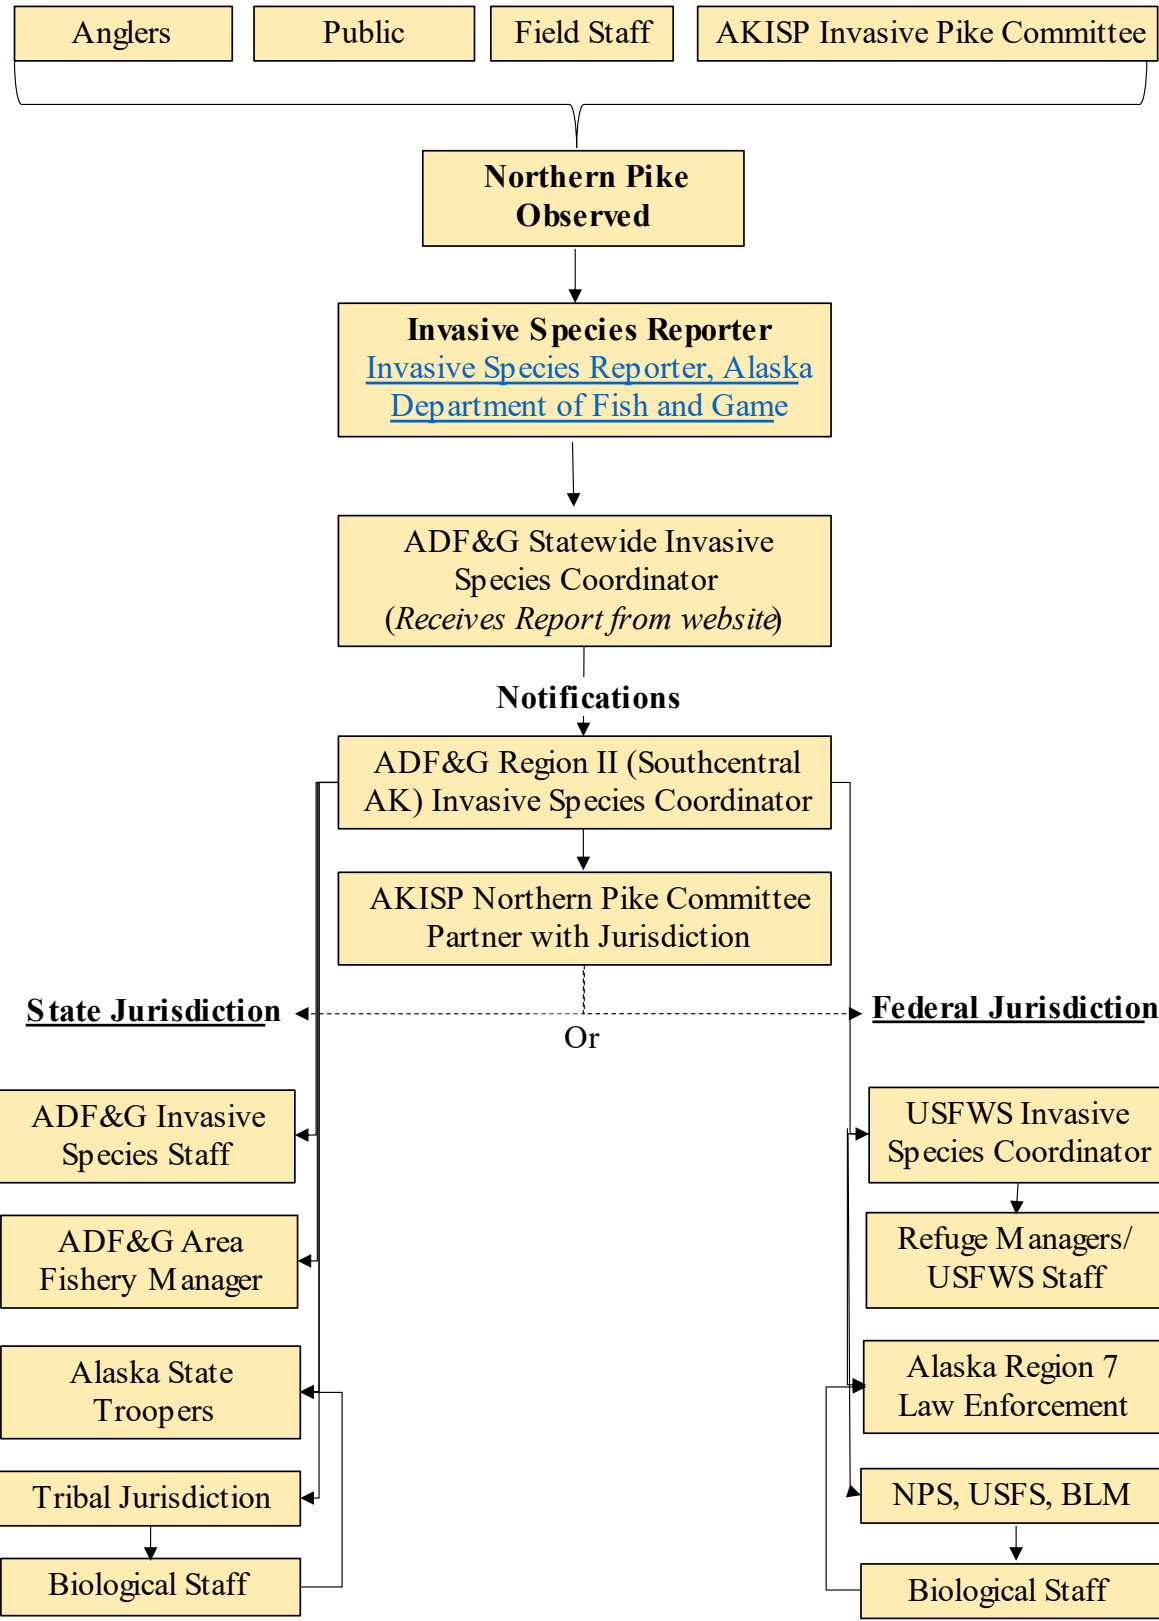 Anglers
Public
Field Staff
AKISP Invasive Pike Committee
Northern Pike
Observed
Invasive Species Reporter
Invasive Species Reporter, Alaska
Department of Fish and Game
ADF&G Statewide Invasive
Species Coordinator
(Receives Report from website)
Notifications
ADF&G Region II (Southcentral
AK) Invasive Species Coordinator
AKISP Northern Pike Committee
Partner with Jurisdiction
State Jurisdiction
Or
Federal Jurisdiction
ADF&G Invasive
Species Staff
ADF&G Area
Fishery Manager
Alaska State
Troopers
Tribal Jurisdiction
Biological Staff
USFWS Invasive
Species Coordinator
Refuge Managers/
USFWS Staff
Alaska Region 7
Law Enforcement
NPS, USFS, BLM
Biological Staff